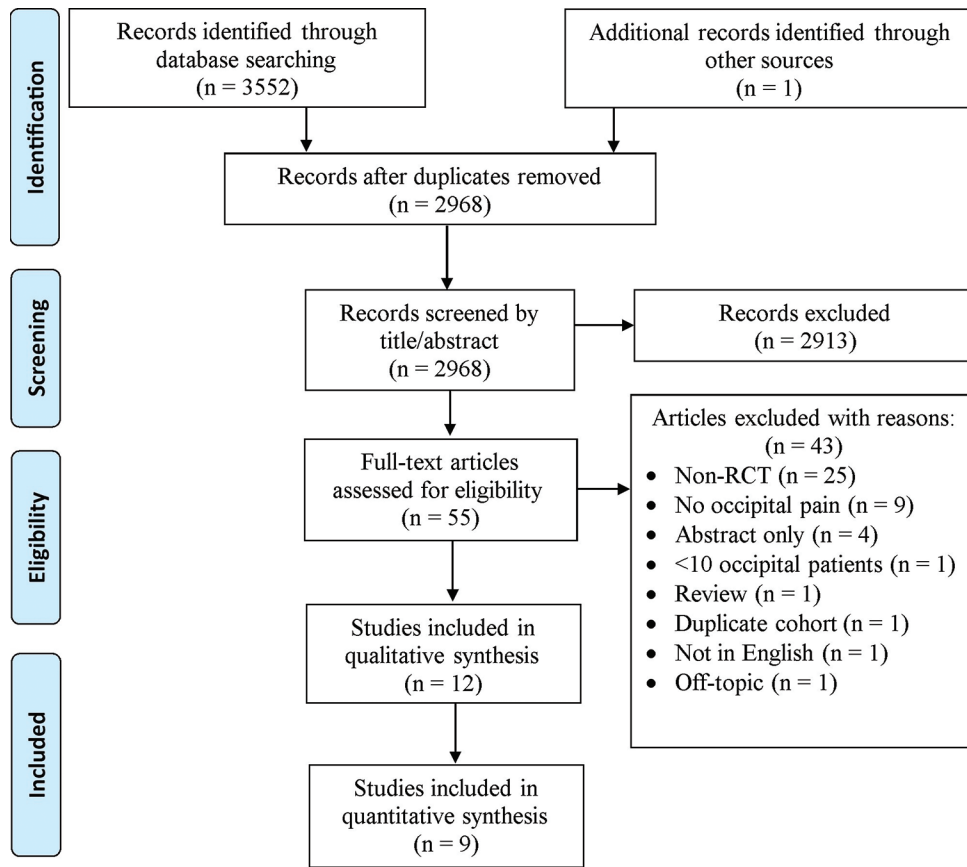 Identification
Records identified through
database searching
(n = 3552)
Additional records identified through
other sources
(n = 1)
Records after duplicates removed
(n = 2968)
Screening
Records screened by
title/abstract
(n = 2968)
Records excluded
(n = 2913)
Eligibility
Full-text articles
assessed for eligibility
(n = 55)
Articles excluded with reasons:
(n = 43)
• Non-RCT (n = 25)
• No occipital pain (n = 9)
• Abstract only (n = 4)
• <10 occipital patients (n = 1)
• Review (n = 1)
• Duplicate cohort (n = 1)
• Not in English (n = 1)
• Off-topic (n = 1)
Studies included in
qualitative synthesis
(n = 12)
Included
Studies included in
quantitative synthesis
(n = 9)